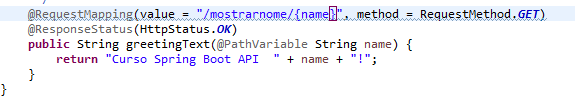 @RequestMapping(value = "/mostrarnome/{name}", method = RequestMethod.GET)
@ResponseStatus(HttpStatus.OK)
public String greetingText(@PathVariable String name) {
return "Curso Spring Boot API  " + name + "!";
}
}